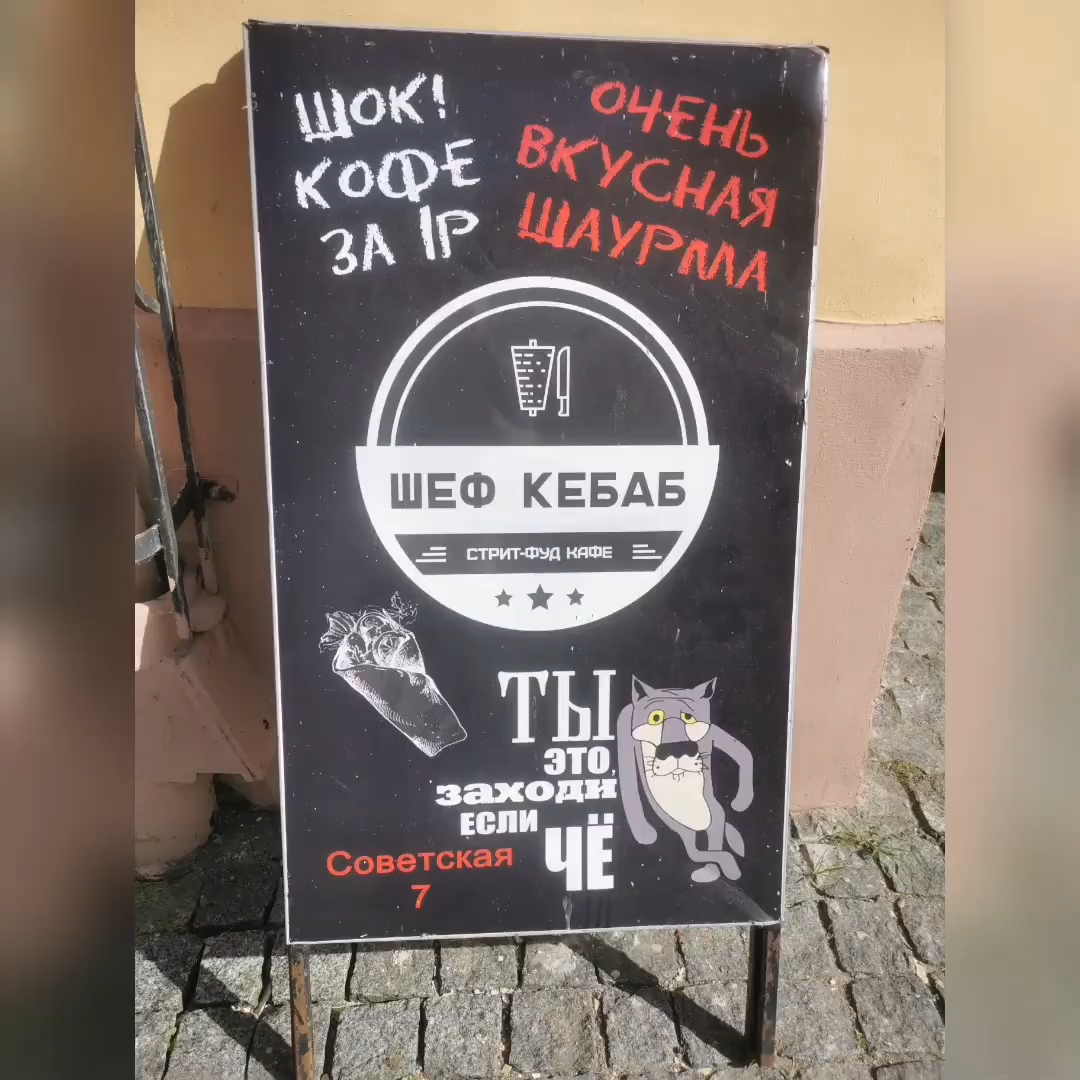 ШОК!
КОФЕ
ЗА 1Р
ОЧЕНЬ
ВКУСНАЯ
ШАУРМА
ШЕФ КЕБАБ
СТРИТ-ФУД КАФЕ
ТЫ
ЭТО,
ЗАХОДИ
ЕСЛИ
ЧЁ
Советская
7